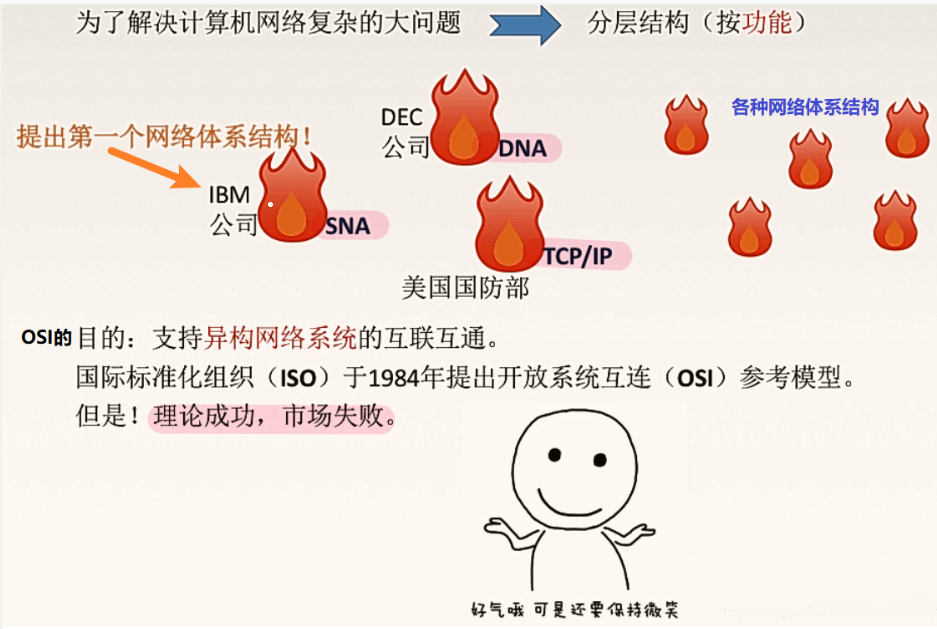 为了解决计算机网络复杂的大问题 分层结构（按功能）
提出第一个网络体系结构！
IBM
公司
SNA
DEC
公司
DNA
TCP/IP
美国国防部
各种网络体系结构
OSI的 目的：支持异构网络系统的互联互通。
国际标准化组织（ISO）于1984年提出开放系统互连（OSI）参考模型。
但是！理论成功，市场失败。
好气哦 可是还要保持微笑